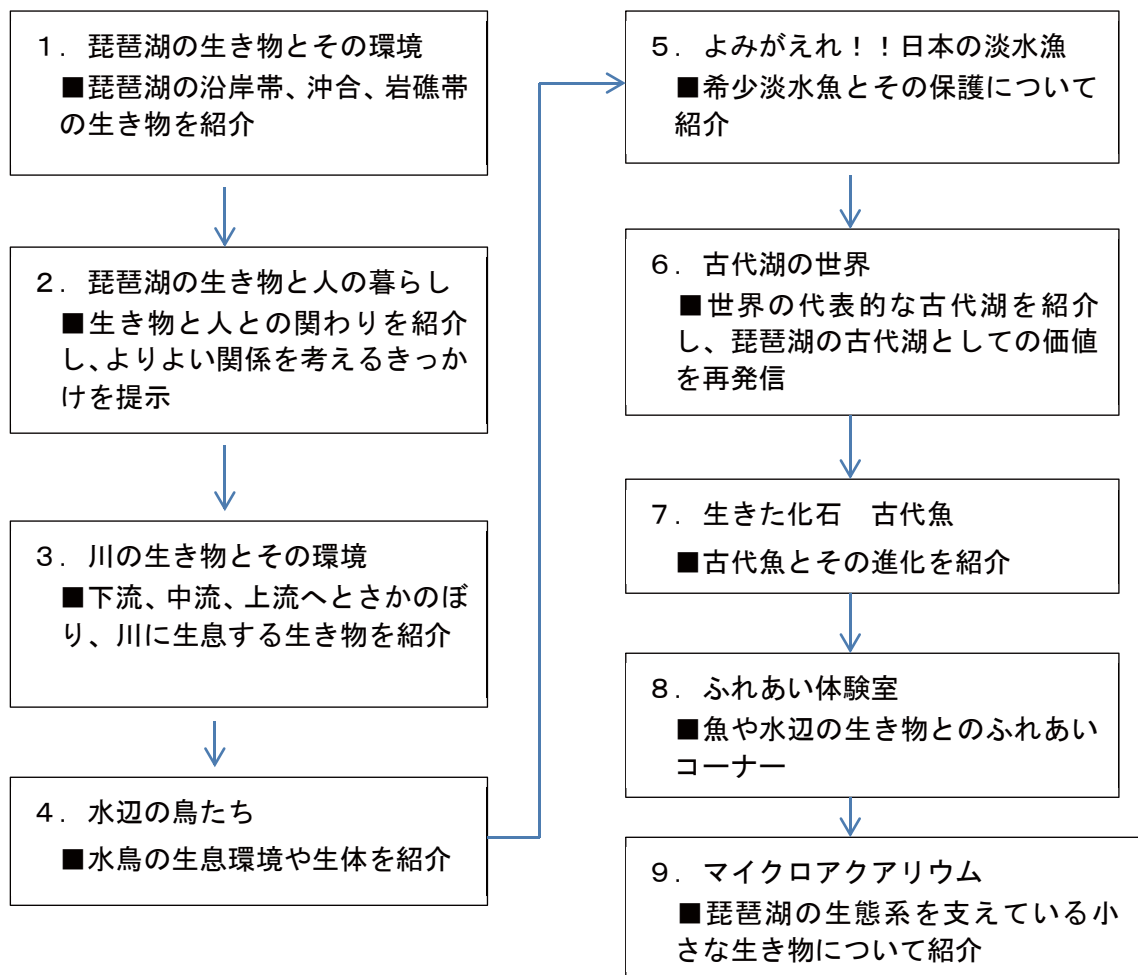 １．琵琶湖の生き物とその環境
■琵琶湖の沿岸帯、沖合、岩礁帯
の生き物を紹介
２．琵琶湖の生き物と人の暮らし
■生き物と人との関わりを紹介
し、よりよい関係を考えるきっか
けを提示
３．川の生き物とその環境
■下流、中流、上流へとさかのぼ
り、川に生息する生き物を紹介
４．水辺の鳥たち
■水鳥の生息環境や生体を紹介
５．よみがえれ！！日本の淡水漁
■希少淡水魚とその保護について
紹介
６．古代湖の世界
■世界の代表的な古代湖を紹介
し、琵琶湖の古代湖としての価値
を再発信
７．生きた化石　古代魚
■古代魚とその進化を紹介
８．ふれあい体験室
■魚や水辺の生き物とのふれあい
コーナー
９．マイクロアクアリウム
■琵琶湖の生態系を支えている小
さな生き物について紹介